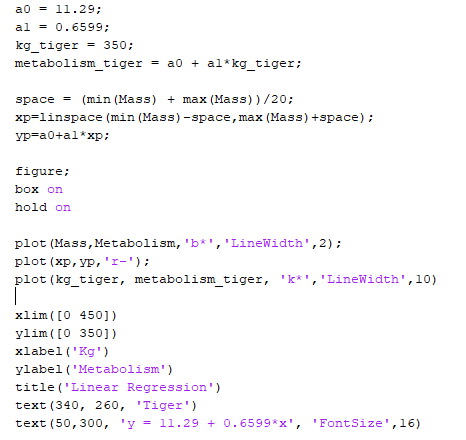 a0 = 11.29;
a1 = 0.6599;
kg_tiger = 350;
metabolism_tiger = a0 + a1*kg_tiger;
space = (min(Mass) + max(Mass))/20;
xp=linspace(min(Mass)-space,max(Mass)+space);
yp=a0+a1*xp;
figure;
box on
hold on
plot(Mass,Metabolism,'b*','LineWidth',2);
plot(xp,yp,'r-');
plot(kg_tiger, metabolism_tiger, 'k*','LineWidth',10)
xlim([0 450])
ylim([0 350])
xlabel('Kg')
ylabel('Metabolism')
title('Linear Regression')
text(340, 260, 'Tiger')
text(50,300, 'y = 11.29 + 0.6599*x', 'FontSize',16)